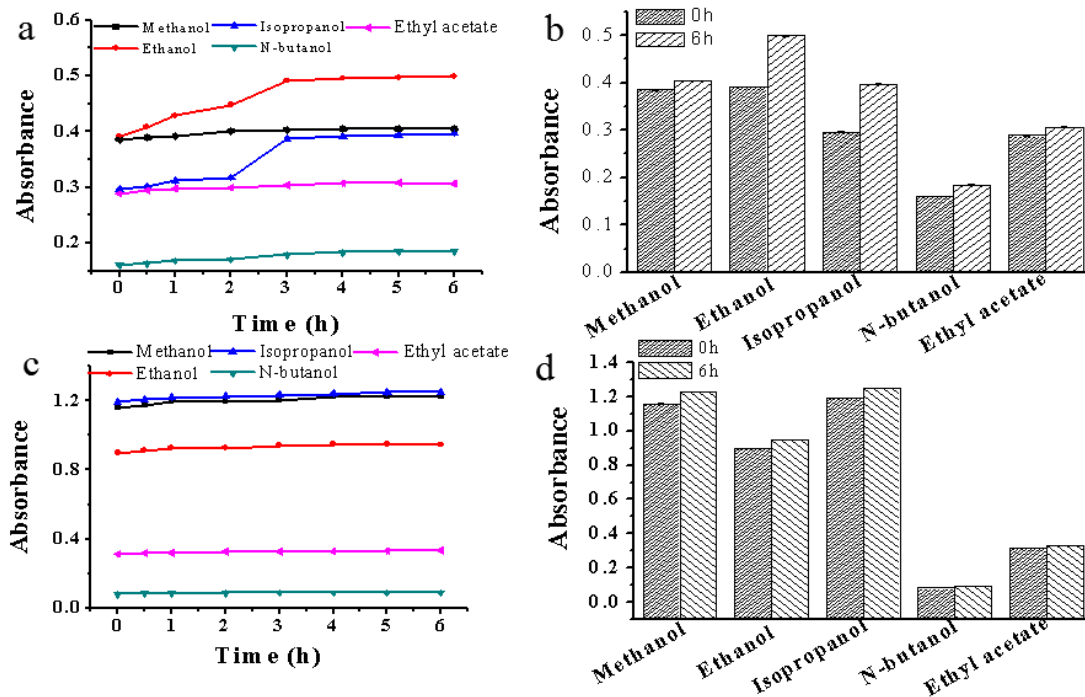 a
Methanol
Isopropanol
Ethyl acetate
Ethanol
N-butanol
0.6
0.5
0.4
0.3
0.2
Absorbance
0 1 2 3 4 5 6
Time (h)
b
0h
6h
0.5
0.4
0.3
0.2
0.1
0.0
Absorbance
Methanol
Ethanol
Isopropanol
N-butanol
Ethyl acetate
c
Methanol
Isopropanol
Ethyl acetate
Ethanol
N-butanol
1.2
0.8
0.4
0.0
Absorbance
0 1 2 3 4 5 6
Time (h)
d
0h
6h
1.4
1.2
1.0
0.8
0.6
0.4
0.2
0.0
Absorbance
Methanol
Ethanol
Isopropanol
N-butanol
Ethyl acetate